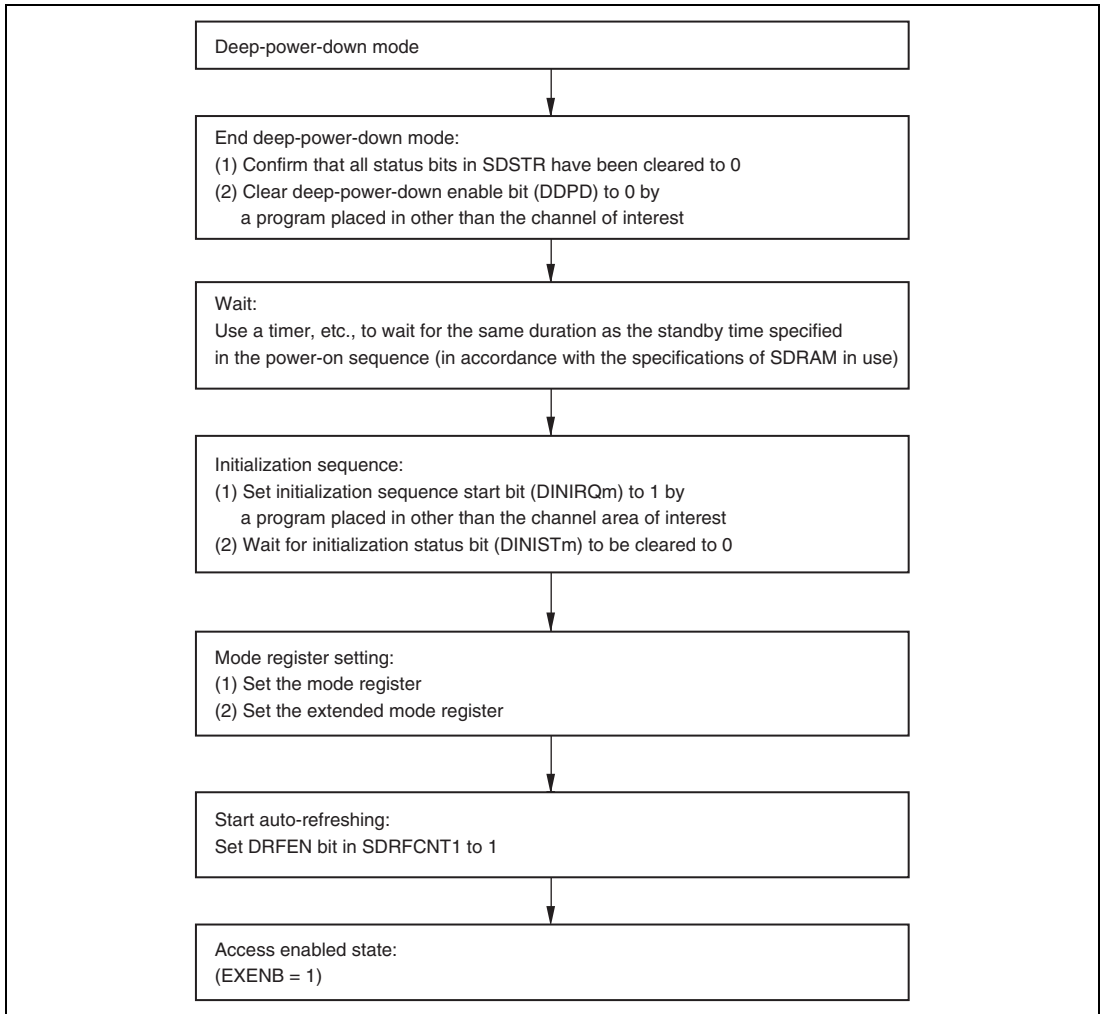 Deep-power-down mode
End deep-power-down mode:
(1) Confirm that all status bits in SDSTR have been cleared to 0
(2) Clear deep-power-down enable bit (DDPD) to 0 by
a program placed in other than the channel of interest
Wait:
Use a timer, etc., to wait for the same duration as the standby time specified
in the power-on sequence (in accordance with the specifications of SDRAM in use)
Initialization sequence:
(1) Set initialization sequence start bit (DINIRQm) to 1 by
a program placed in other than the channel area of interest
(2) Wait for initialization status bit (DINISTm) to be cleared to 0
Mode register setting:
(1) Set the mode register
(2) Set the extended mode register
Start auto-refreshing:
Set DRFEN bit in SDRFCNT1 to 1
Access enabled state:
(EXENB = 1)